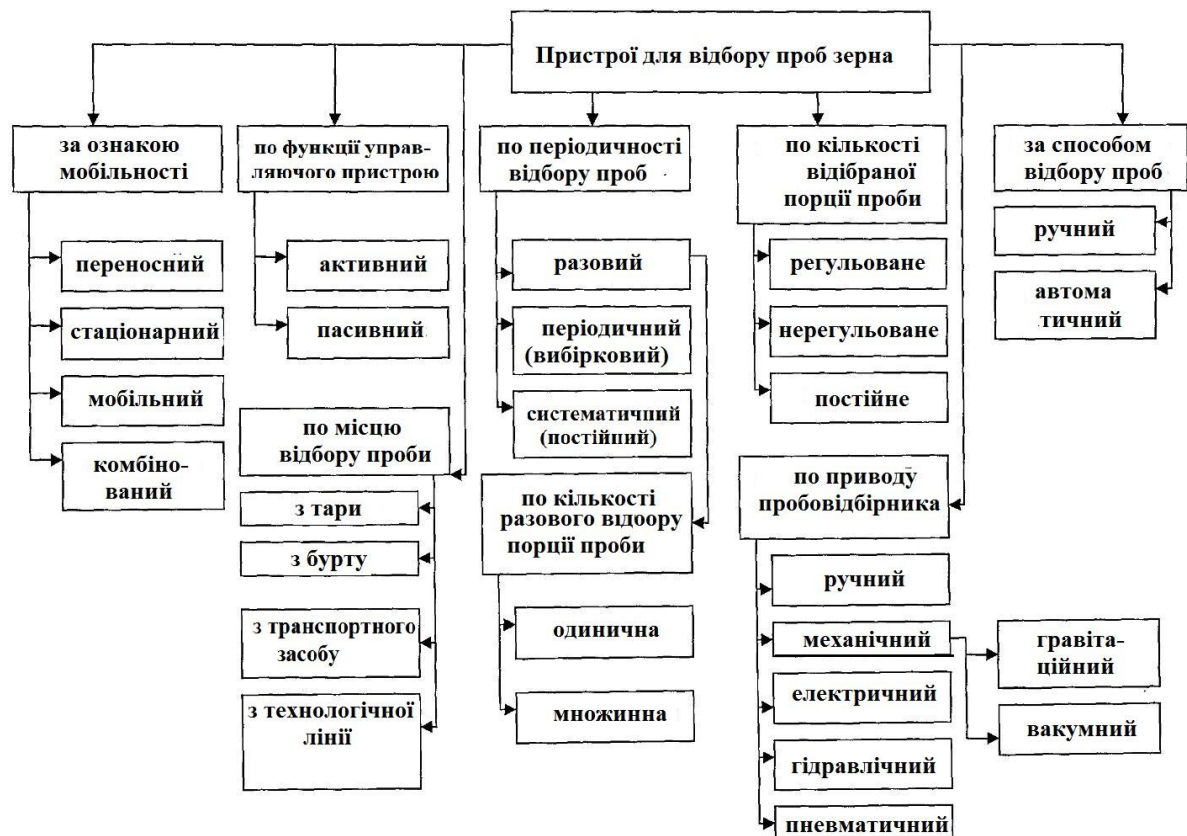 Пристрої для відбору проб зерна
за ознакою
мобільності
переносний
стаціонарний
мобільний
комбіно-
ваний
по функції управ-
ляючого пристрою
активний
пасивний
по місцю
відбору проби
з тари
з бурту
з транспортного
засобу
з технологічної
лінії
по періодичності
відбору проб
разовий
періодичний
(вибірковий)
систематичпий
(постійпий)
по кількості
разового відоору
порції проби
одинична
множинна
по кількості
відібраної
порції проби
регульоване
нерегульоване
постійне
по приводу
пробовідбірника
ручний
механічний
електричний
гідравлічний
пневматичний
гравіта-
ційний
вакумний
за способом
відбору проб
ручний
автома
тичний